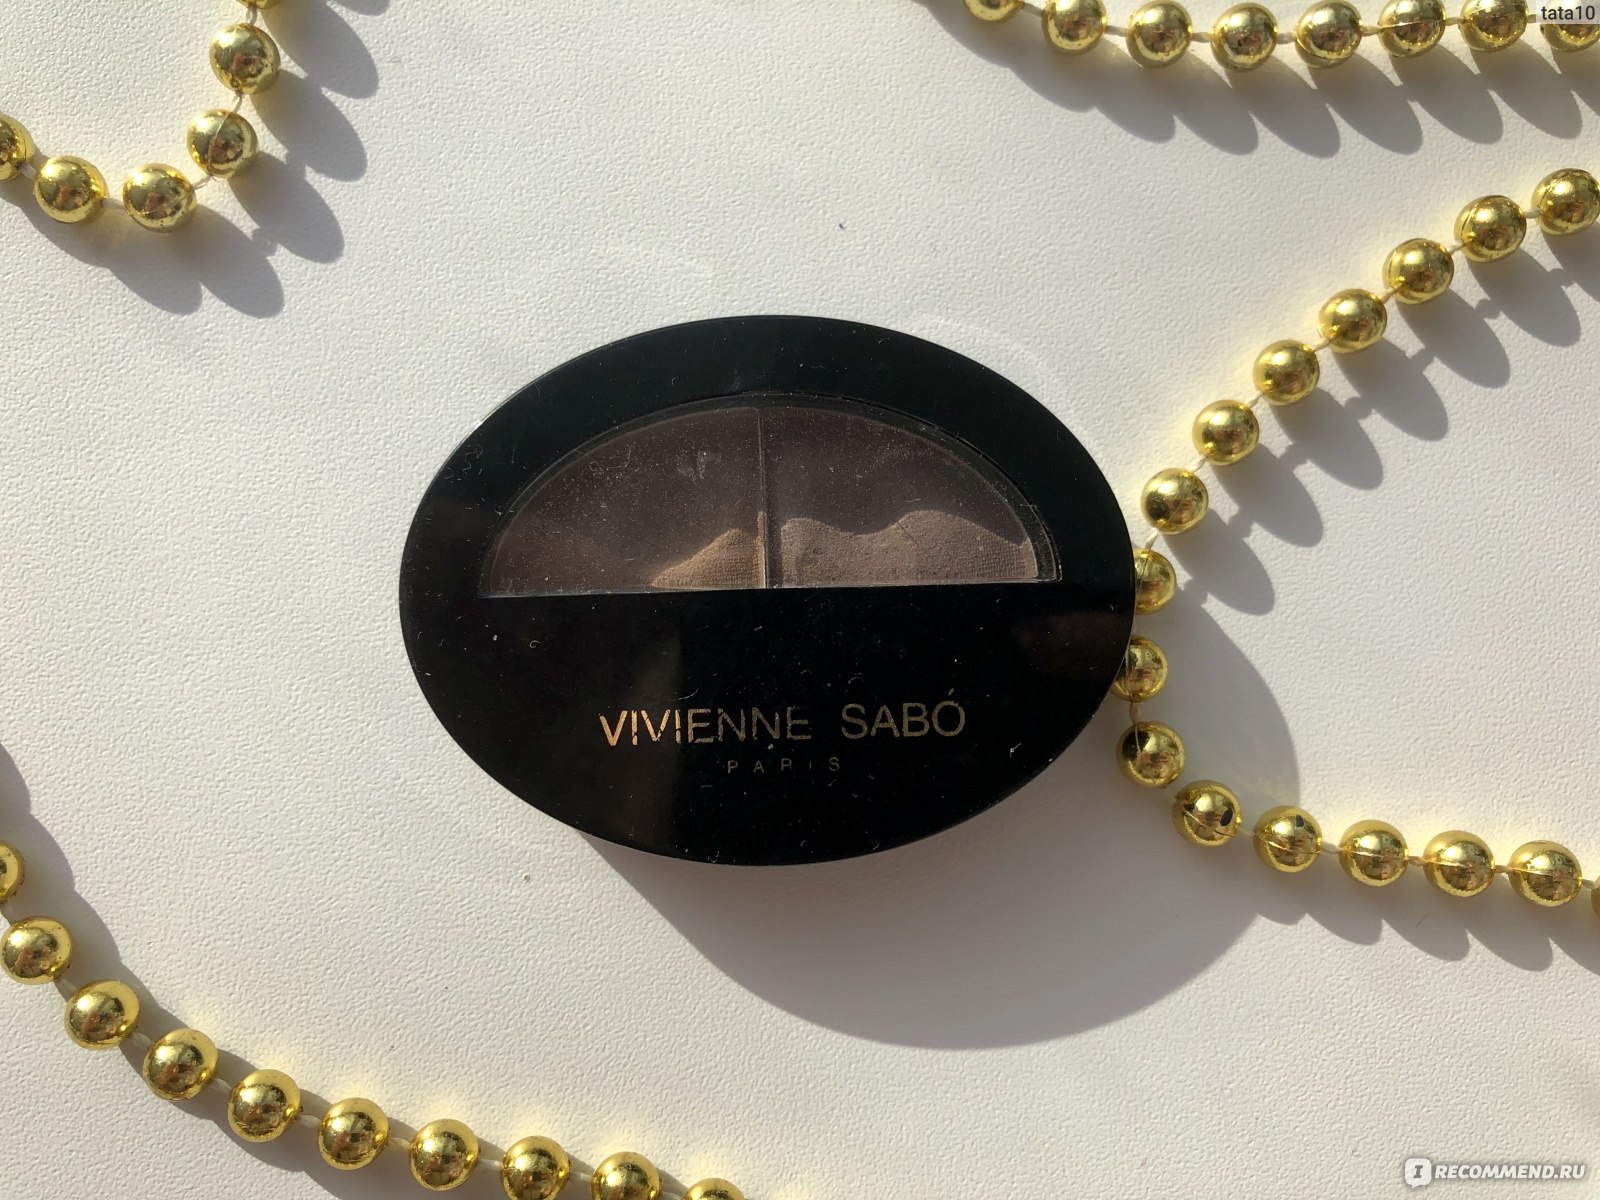 tata10
VIVIENNE SABÓ
PARIS
IRECOMMEND.RU